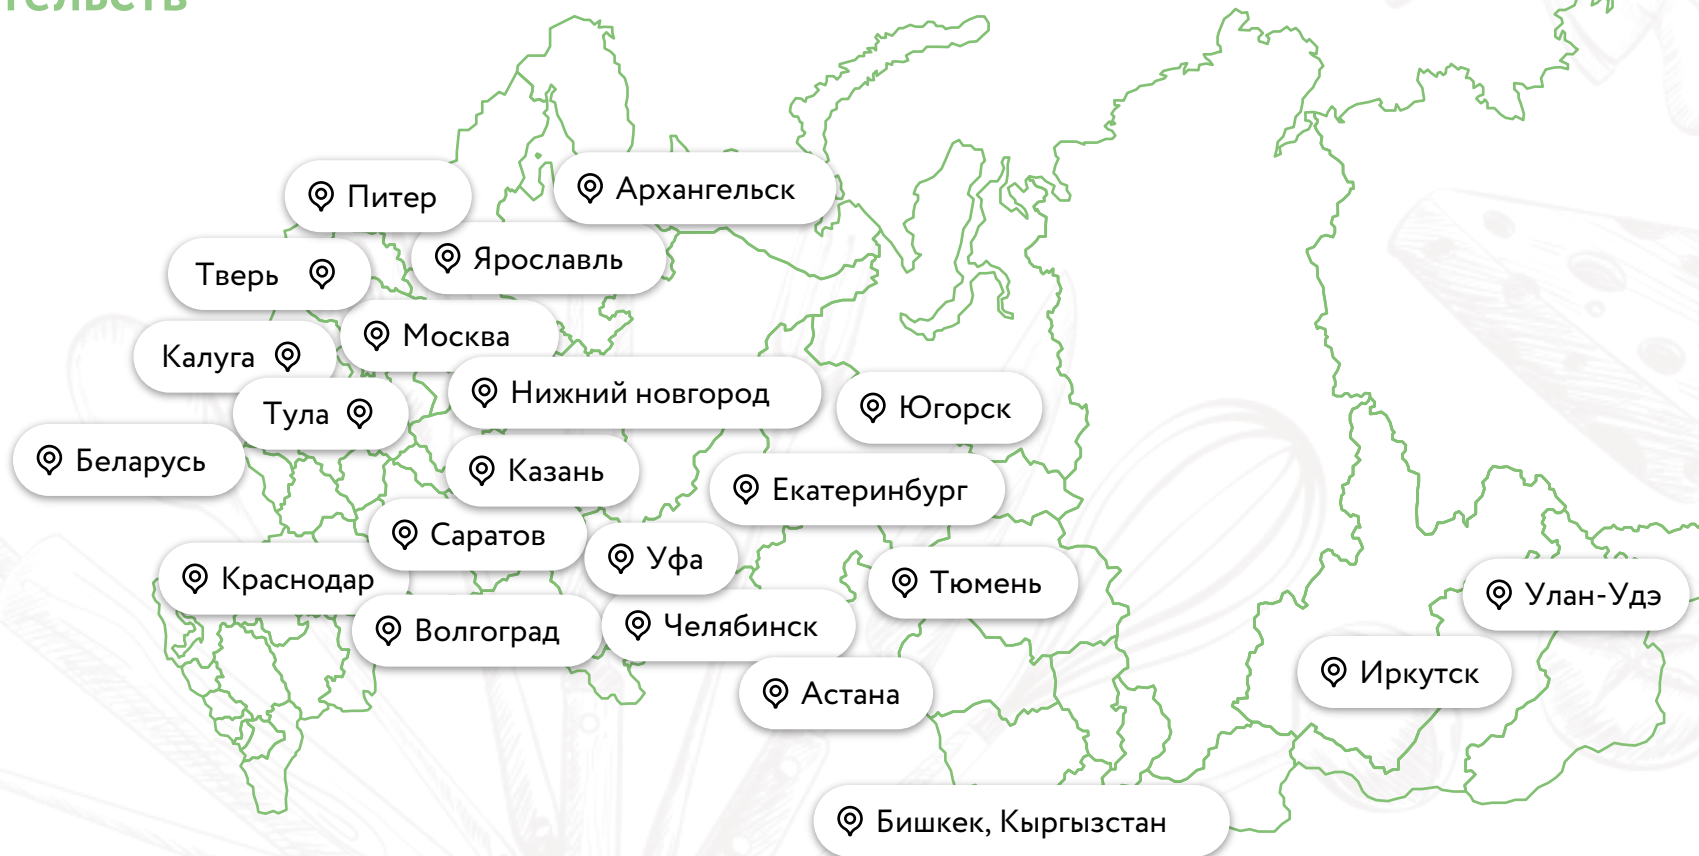 Питер
Архангельск
Ярославль
Тверь
Москва
Калуга
Нижний новгород
Югорск
Тула
Беларусь
Казань
Екатеринбург
Саратов
Уфа
Краснодар
Тюмень
Улан-Удэ
Волгоград
Челябинск
Иркутск
Астана
Бишкек, Кыргызстан